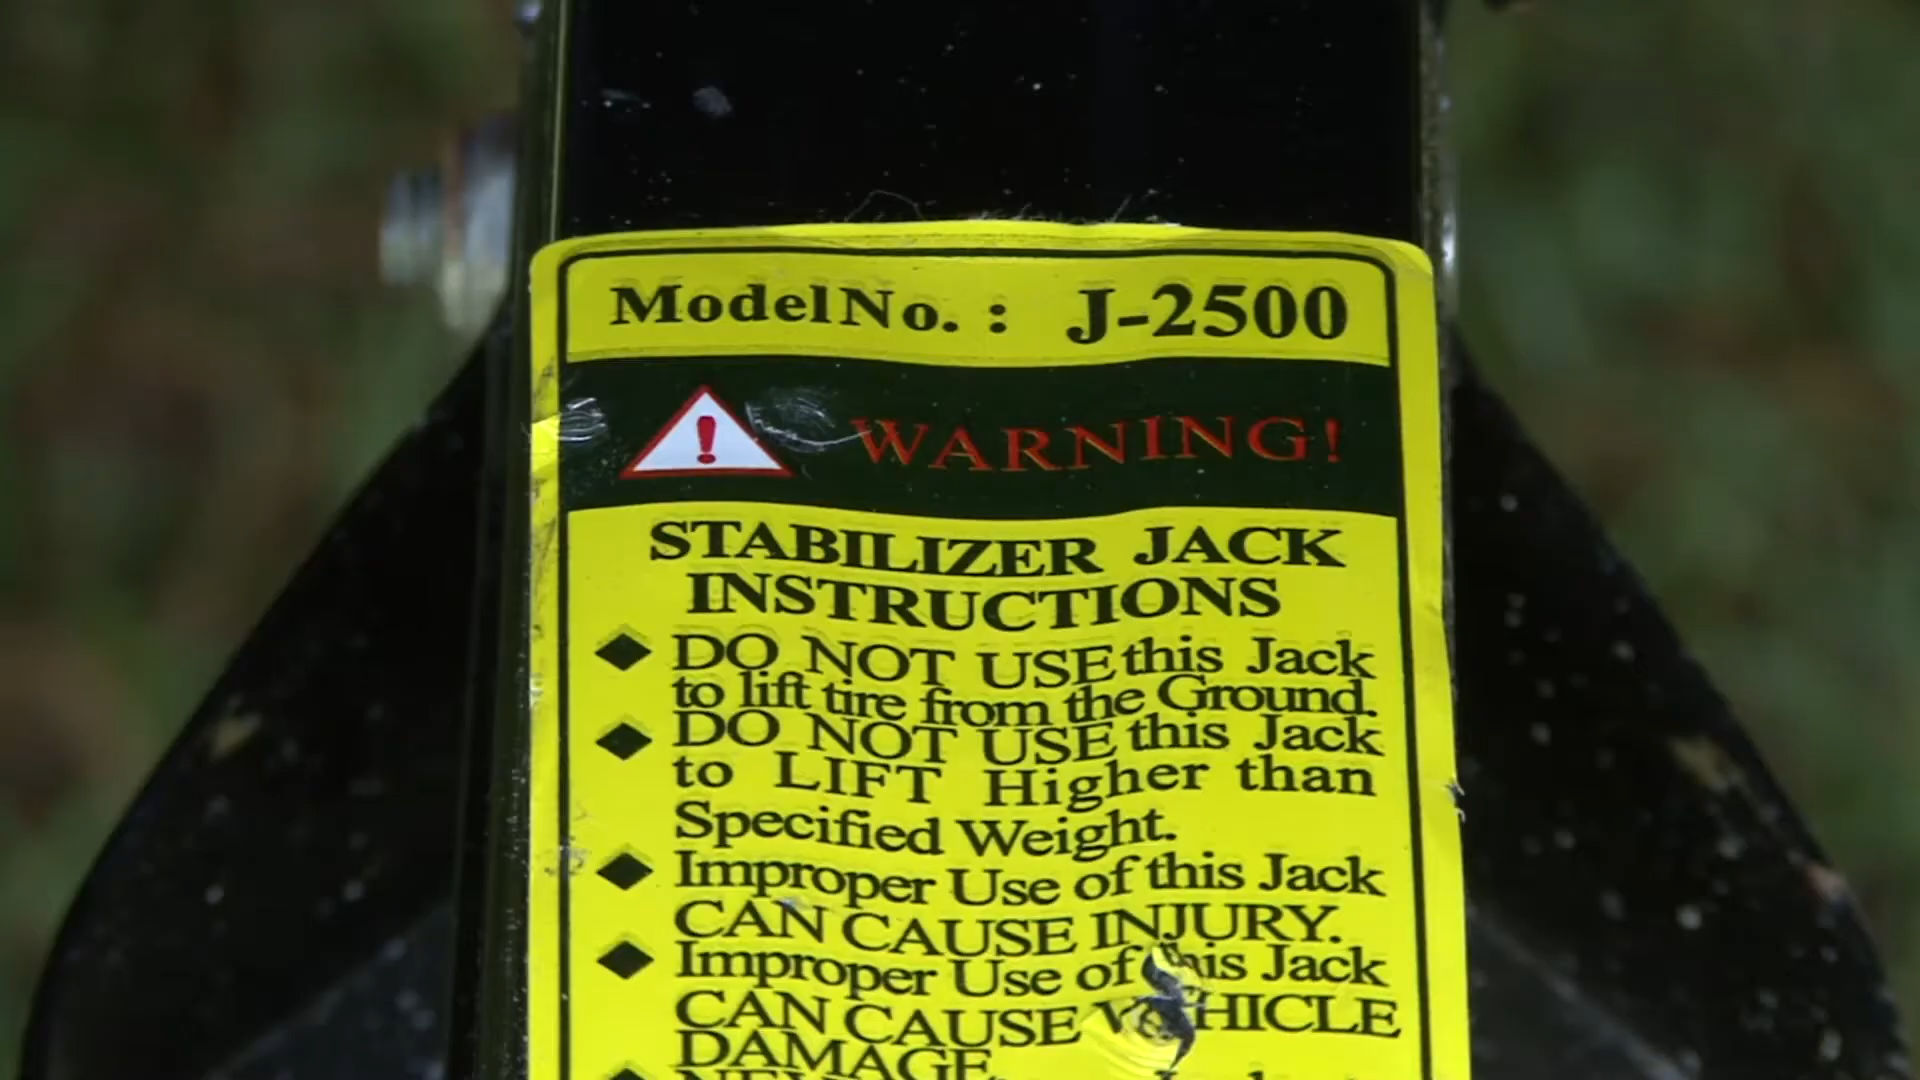 Model No. : J-2500
WARNING!
STABILIZER JACK
INSTRUCTIONS
◆ DO NOT USE this Jack
to lift tire from the Ground.
◆ DO NOT USE this Jack
to LIFT Higher than
Specified Weight.
◆ Improper Use of this Jack
CAN CAUSE INJURY.
◆ Improper Use of this Jack
CAN CAUSE VEHICLE
DAMAGE